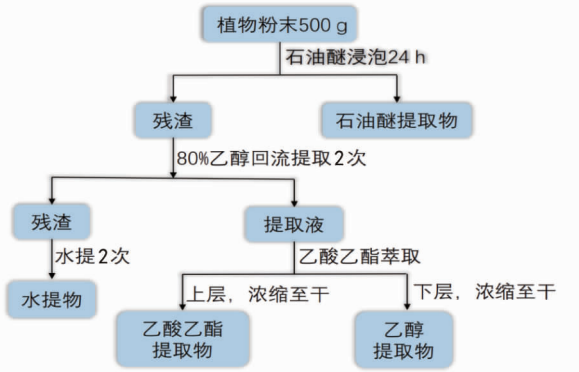 植物粉末500 g
石油醚浸泡24 h
残渣
石油醚提取物
80%乙醇回流提取2次
残渣
提取液
水提2次
乙酸乙酯萃取
水提物
上层，浓缩至干
下层，浓缩至干
乙酸乙酯
提取物
乙醇
提取物